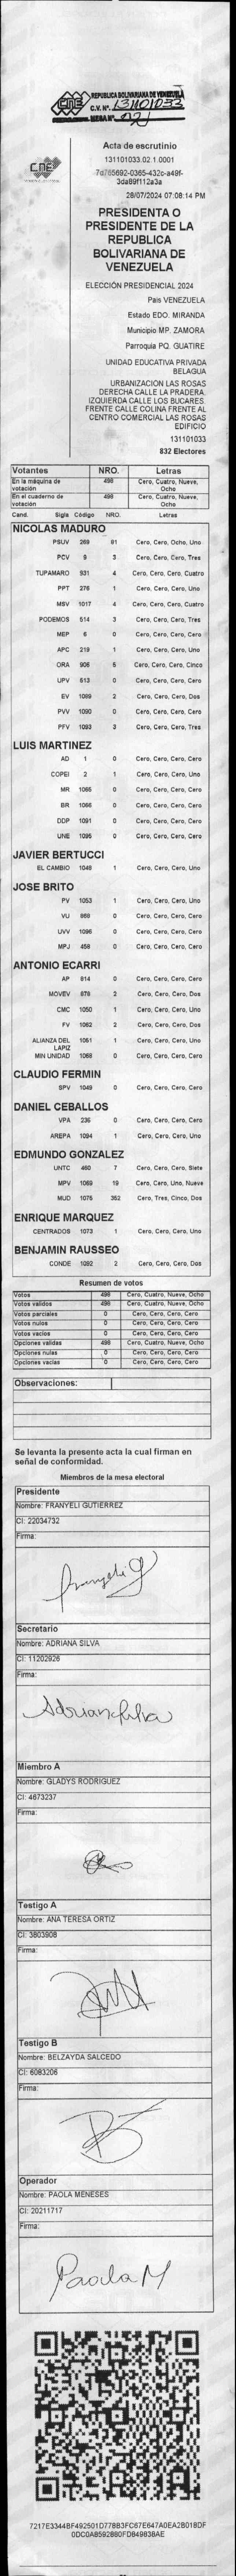 REPUBLICA BOLIVARIANA DE VENEZUELA
CNE C.V. Nº. 131101033
MESA Nº 02/
Acta de escrutinio
131101033.02.1.0001
3da89f112a3a
28/07/2024 07:08:14 PM
PRESIDENTA O
PRESIDENTE DE LA
REPUBLICA
BOLIVARIANA DE
VENEZUELA
ELECCIÓN PRESIDENCIAL 2024
Pais VENEZUELA
Estado EDO. MIRANDA
Municipio MP. ZAMORA
Parroquia PQ. GUATIRE
UNIDAD EDUCATIVA PRIVADA
BELAGUA
URBANIZACION LAS ROSAS
DERECHA CALLE LA PRADERA.
IZQUIERDA CALLE LOS BUCARES.
FRENTE CALLE COLINA FRENTE AL
CENTRO COMERCIAL LAS ROSAS
EDIFICIO
131101033
832 Electores
Votantes NRO. Letras
En la máquina de votación 498 Cero, Cuatro, Nueve, Ocho
En el cuaderno de votación 498 Cero, Cuatro, Nueve, Ocho
Cand. Sigla Código NRO. Letras
NICOLAS MADURO
PSUV 269 81 Cero, Cero, Ocho, Uno
PCV 9 3 Cero, Cero, Cero, Tres
TUPAMARO 931 4 Cero, Cero, Cero, Cuatro
PPT 276 1 Cero, Cero, Cero, Uno
MSV 1017 4 Cero, Cero, Cero, Cuatro
PODEMOS 514 3 Cero, Cero, Cero, Tres
MEP 6 0 Cero, Cero, Cero, Cero
APC 219 1 Cero, Cero, Cero, Uno
ORA 906 5 Cero, Cero, Cero, Cinco
UPV 513 0 Cero, Cero, Cero, Cero
EV 1089 2 Cero, Cero, Cero, Dos
PVV 1090 0 Cero, Cero, Cero, Cero
PFV 1093 3 Cero, Cero, Cero, Tres
LUIS MARTINEZ
AD 1 0 Cero, Cero, Cero, Cero
COPEI 2 1 Cero, Cero, Cero, Uno
MR 1065 0 Cero, Cero, Cero, Cero
BR 1066 0 Cero, Cero, Cero, Cero
DDP 1091 0 Cero, Cero, Cero, Cero
UNE 1095 0 Cero, Cero, Cero, Cero
JAVIER BERTUCCI
EL CAMBIO 1048 1 Cero, Cero, Cero, Uno
JOSE BRITO
PV 1053 1 Cero, Cero, Cero, Uno
VU 868 0 Cero, Cero, Cero, Cero
UVV 1096 0 Cero, Cero, Cero, Cero
MPJ 458 0 Cero, Cero, Cero, Cero
ANTONIO ECARRI
AP 814 0 Cero, Cero, Cero, Cero
MOVEV 878 2 Cero, Cero, Cero, Dos
CMC 1050 1 Cero, Cero, Cero, Uno
FV 1062 2 Cero, Cero, Cero, Dos
ALIANZA DEL LAPIZ 1051 1 Cero, Cero, Cero, Uno
MIN UNIDAD 1068 0 Cero, Cero, Cero, Cero
CLAUDIO FERMIN
SPV 1049 0 Cero, Cero, Cero, Cero
DANIEL CEBALLOS
VPA 236 0 Cero, Cero, Cero, Cero
AREPA 1094 1 Cero, Cero, Cero, Uno
EDMUNDO GONZALEZ
UNTC 460 7 Cero, Cero, Cero, Siete
MPV 1069 19 Cero, Cero, Uno, Nueve
MUD 1075 352 Cero, Tres, Cinco, Dos
ENRIQUE MARQUEZ
CENTRADOS 1073 1 Cero, Cero, Cero, Uno
BENJAMIN RAUSSEO
CONDE 1092 2 Cero, Cero, Cero, Dos
Resumen de votos
Votos 498 Cero, Cuatro, Nueve, Ocho
Votos validos 498 Cero, Cuatro, Nueve, Ocho
Votos parciales 0 Cero, Cero, Cero, Cero
Votos nulos 0 Cero, Cero, Cero, Cero
Votos vacios 0 Cero, Cero, Cero, Cero
Opciones validas 498 Cero, Cuatro, Nueve, Ocho
Opciones nulas 0 Cero, Cero, Cero, Cero
Opciones vacias 0 Cero, Cero, Cero, Cero
Observaciones:
Se levanta la presente acta la cual firman en
señal de conformidad.
Miembros de la mesa electoral
Presidente
Nombre: FRANYELI GUTIERREZ
CI: 22034732
Firma:
Franyeli g
Secretario
Nombre: ADRIANA SILVA
CI: 11202926
Firma:
Adriana Silva
Miembro A
Nombre: GLADYS RODRIGUEZ
CI: 4673237
Firma:
Testigo A
Nombre: ANA TERESA ORTIZ
CI: 3803908
Firma:
Testigo B
Nombre: BELZAYDA SALCEDO
CI: 6083206
Firma:
Operador
Nombre: PAOLA MENESES
CI: 20211717
Firma:
Paola M
7217E3344BF492501D778B3FC67E647A0EA2B018DF
0DC0A8592880FD849838AE